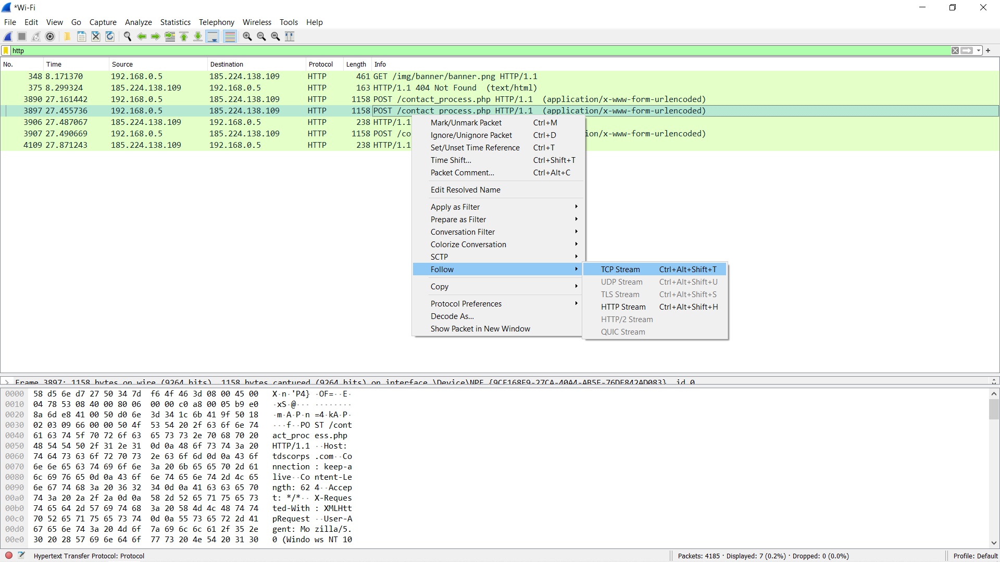 *Wi-Fi
File Edit View Go Capture Analyze Statistics Telephony Wireless Tools Help
http
No. Time Source Destination Protocol Length Info
348 8.171370 192.168.0.5 185.224.138.109 HTTP 461 GET /img/banner/banner.png HTTP/1.1
375 8.299324 185.224.138.109 192.168.0.5 HTTP 163 HTTP/1.1 404 Not Found (text/html)
3890 27.161442 192.168.0.5 185.224.138.109 HTTP 1158 POST /contact_process.php HTTP/1.1 (application/x-www-form-urlencoded)
3897 27.455736 192.168.0.5 185.224.138.109 HTTP 1158 POST /contact_process.php HTTP/1.1 (application/x-www-form-urlencoded)
3906 27.487067 185.224.138.109 192.168.0.5 HTTP 238 HTTP/1.1
3907 27.490669 192.168.0.5 185.224.138.109 HTTP 1158 POST /co ion/x-www-form-urlencoded)
4109 27.871243 185.224.138.109 192.168.0.5 HTTP 238 HTTP/1.1
Mark/Unmark Packet Ctrl+M
Ignore/Unignore Packet Ctrl+D
Set/Unset Time Reference Ctrl+T
Time Shift... Ctrl+Shift+T
Packet Comment... Ctrl+Alt+C
Edit Resolved Name
Apply as Filter
Prepare as Filter
Conversation Filter
Colorize Conversation
SCTP
Follow
Copy
Protocol Preferences
Decode As...
Show Packet in New Window
TCP Stream Ctrl+Alt+Shift+T
UDP Stream Ctrl+Alt+Shift+U
TLS Stream Ctrl+Alt+Shift+S
HTTP Stream Ctrl+Alt+Shift+H
HTTP/2 Stream
QUIC Stream
Frame 3897: 1158 bytes on wire (9264 bits), 1158 bytes captured (9264 bits) on interface \Device\NPF_{9CF168F9-27CA-40A4-AB5F-76DF842AD083}, id 0
0000 58 d5 6e d7 27 50 34 7d f6 4f 46 3d 08 00 45 00 X·n·'P4} ·OF=··E·
0010 04 78 53 08 40 00 80 06 00 00 c0 a8 00 05 b9 e0 ·xS·@··· ········
0020 8a 6d e8 41 00 50 d0 6e 3d 34 1c 6b 41 9f 50 18 ·m·A·P·n =4·kA·P·
0030 02 03 09 66 00 00 50 4f 53 54 20 2f 63 6f 6e 74 ···f··PO ST /cont
0040 61 63 74 5f 70 72 6f 63 65 73 73 2e 70 68 70 20 act_proc ess.php
0050 48 54 54 50 2f 31 2e 31 0d 0a 48 6f 73 74 3a 20 HTTP/1.1 ··Host:
0060 74 64 73 63 6f 72 70 73 2e 63 6f 6d 0d 0a 43 6f tdscorps .com··Co
0070 6e 6e 65 63 74 69 6f 6e 3a 20 6b 65 65 70 2d 61 nnection : keep-a
0080 6c 69 76 65 0d 0a 43 6f 6e 74 65 6e 74 2d 4c 65 live··Co ntent-Le
0090 6e 67 74 68 3a 20 36 32 34 0d 0a 41 63 63 65 70 ngth: 62 4··Accep
00a0 74 3a 20 2a 2f 2a 0d 0a 58 2d 52 65 71 75 65 73 t: */*·· X-Reques
00b0 74 65 64 2d 57 69 74 68 3a 20 58 4d 4c 48 74 74 ted-With : XMLHtt
00c0 70 52 65 71 75 65 73 74 0d 0a 55 73 65 72 2d 41 pRequest ··User-A
00d0 67 65 6e 74 3a 20 4d 6f 7a 69 6c 6c 61 2f 35 2e gent: Mo zilla/5.
00e0 30 20 28 57 69 6e 64 6f 77 73 20 4e 54 20 31 30 0 (Windo ws NT 10
Hypertext Transfer Protocol: Protocol Packets: 4185 · Displayed: 7 (0.2%) · Dropped: 0 (0.0%) Profile: Default